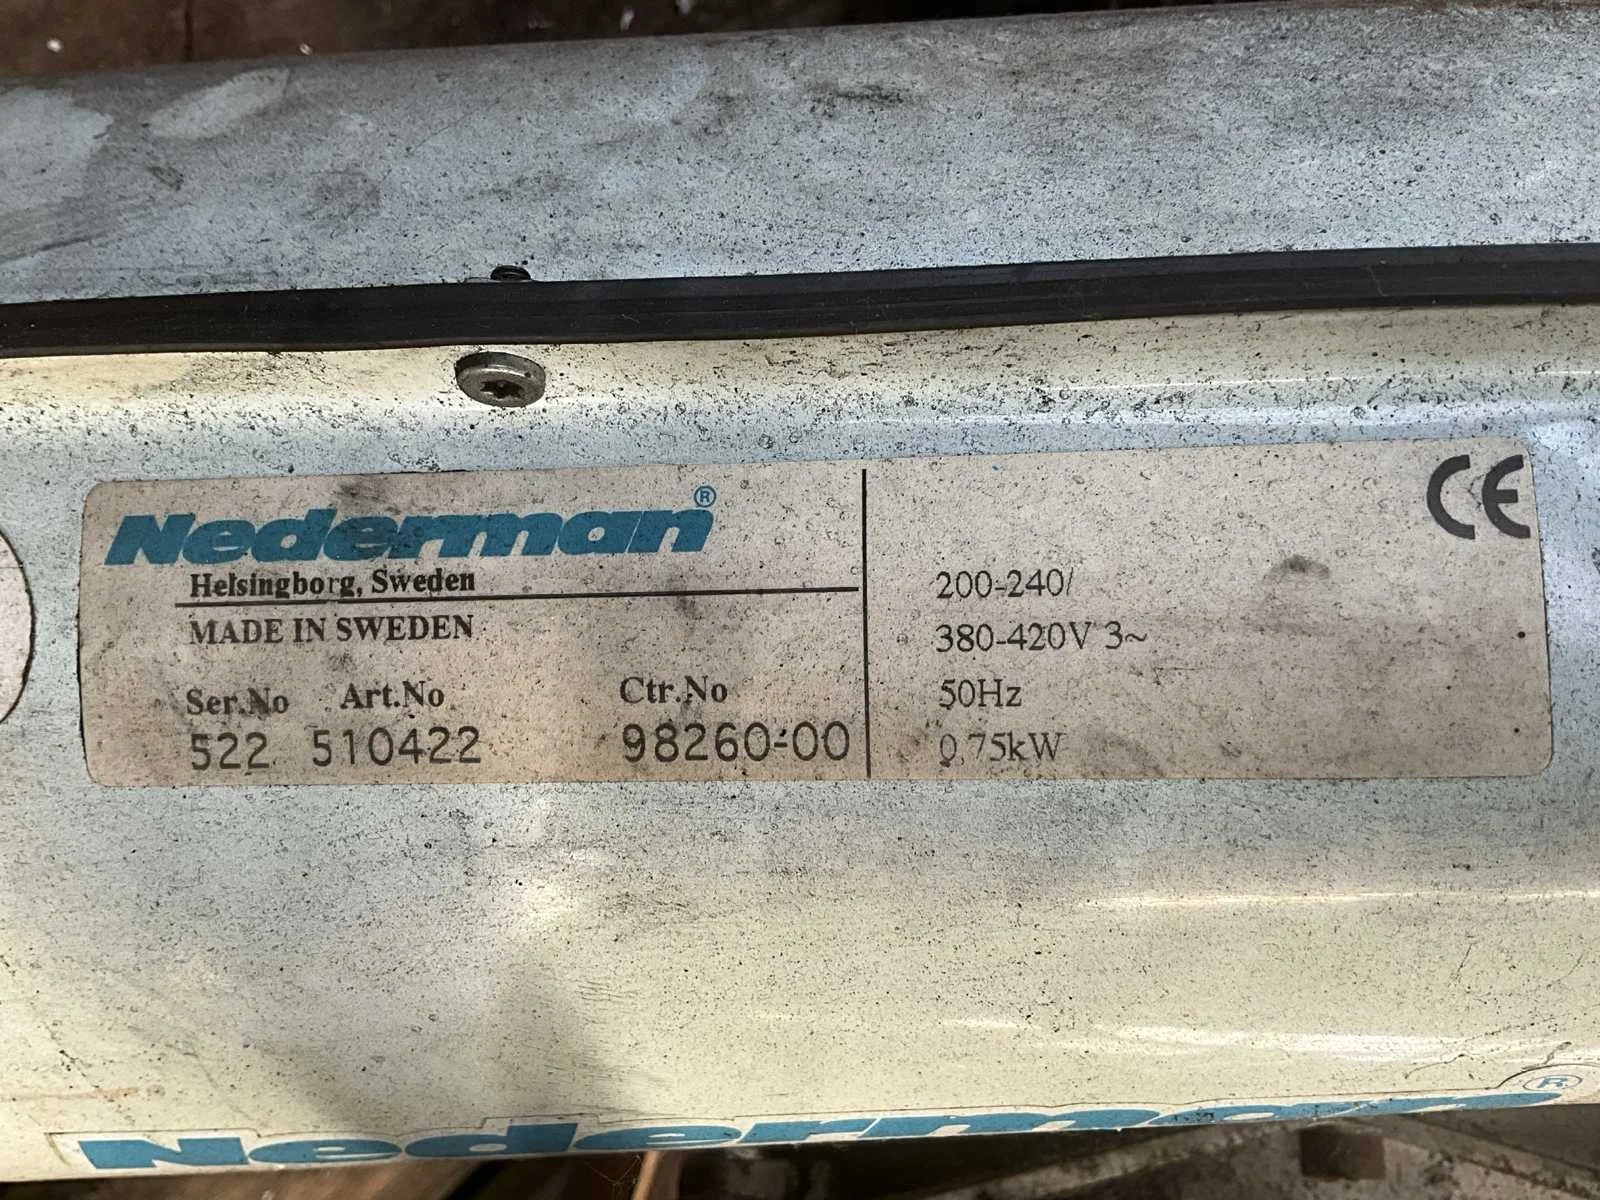 Nederman®
Helsingborg, Sweden
MADE IN SWEDEN
Ser.No Art.No Ctr.No
522 510422 98260-00
CE
200-240/
380-420V 3~
50Hz
0,75kW
Nederman®